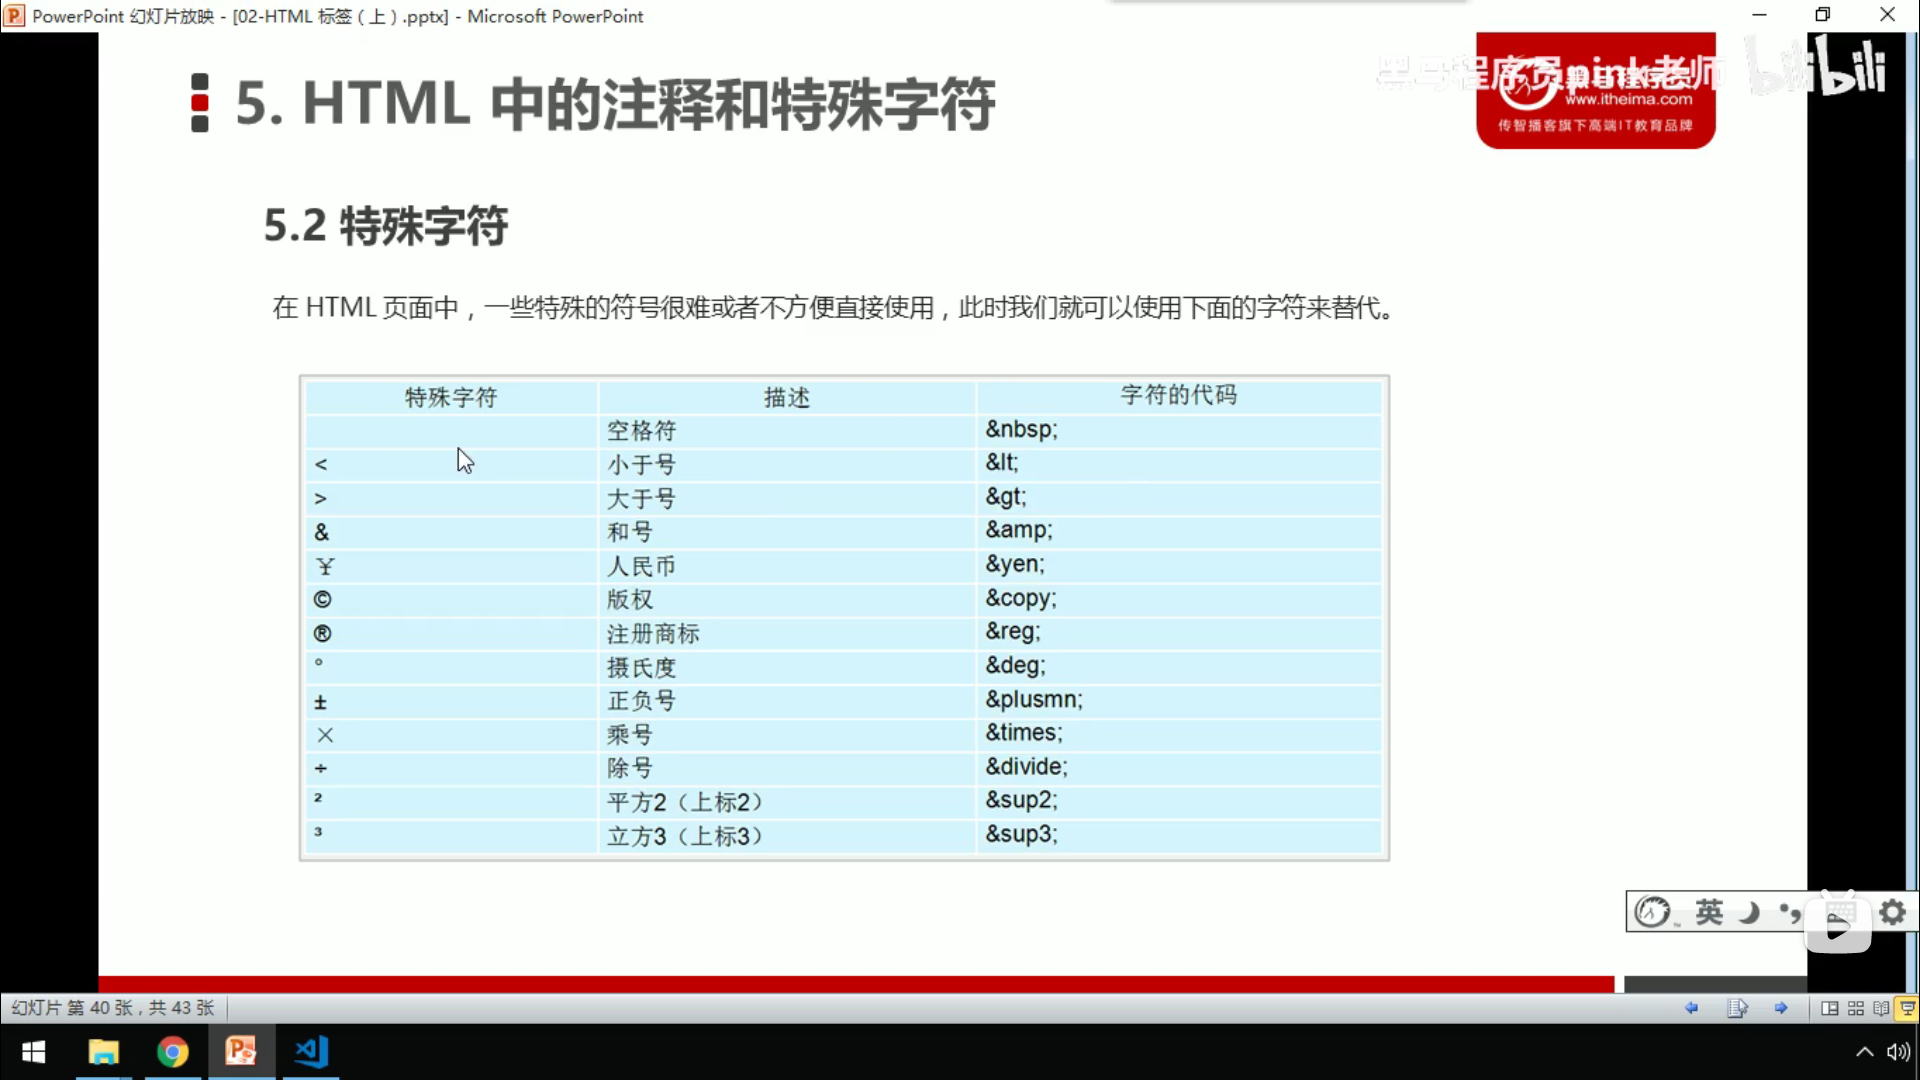 PowerPoint 幻灯片放映 - [02-HTML 标签（上）.pptx] - Microsoft PowerPoint
5. HTML 中的注释和特殊字符
黑马程序员pink老师
bilibili
www.itheima.com
传智播客旗下高端IT教育品牌
5.2 特殊字符
在 HTML 页面中，一些特殊的符号很难或者不方便直接使用，此时我们就可以使用下面的字符来替代。
特殊字符 描述 字符的代码
空格符 &nbsp;
< 小于号 &lt;
> 大于号 &gt;
& 和号 &amp;
¥ 人民币 &yen;
© 版权 &copy;
® 注册商标 &reg;
° 摄氏度 &deg;
± 正负号 &plusmn;
× 乘号 &times;
÷ 除号 &divide;
² 平方2（上标2） &sup2;
³ 立方3（上标3） &sup3;
英
幻灯片 第 40 张，共 43 张